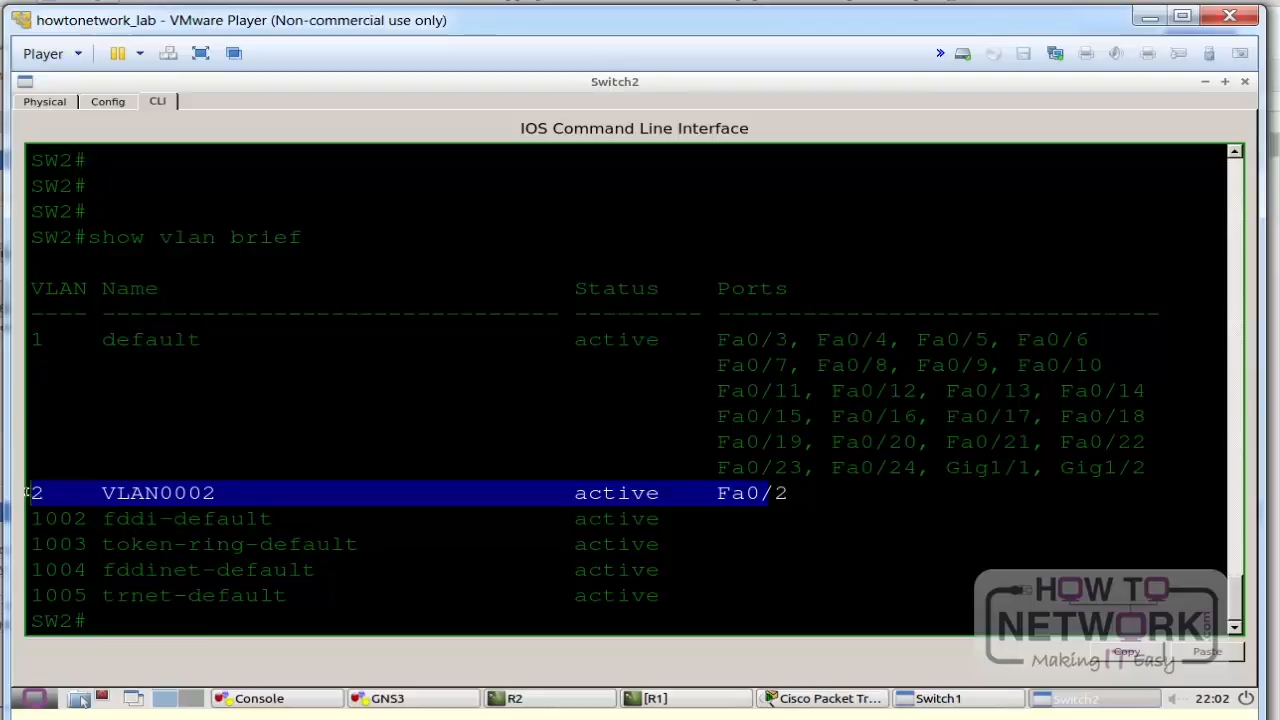 howtonetwork_lab - VMware Player (Non-commercial use only)
Player
Switch2
Physical Config CLI
IOS Command Line Interface
SW2#
SW2#
SW2#
SW2#show vlan brief
VLAN Name Status Ports
---- -------------------------------- --------- -------------------------------
1 default active Fa0/3, Fa0/4, Fa0/5, Fa0/6
Fa0/7, Fa0/8, Fa0/9, Fa0/10
Fa0/11, Fa0/12, Fa0/13, Fa0/14
Fa0/15, Fa0/16, Fa0/17, Fa0/18
Fa0/19, Fa0/20, Fa0/21, Fa0/22
Fa0/23, Fa0/24, Gig1/1, Gig1/2
2 VLAN0002 active Fa0/2
1002 fddi-default active
1003 token-ring-default active
1004 fddinet-default active
1005 trnet-default active
SW2#
HOW TO
NETWORK.com
Making IT Easy
Copy Paste
Console GNS3 R2 [R1] Cisco Packet Tr... Switch1 Switch2 22:02